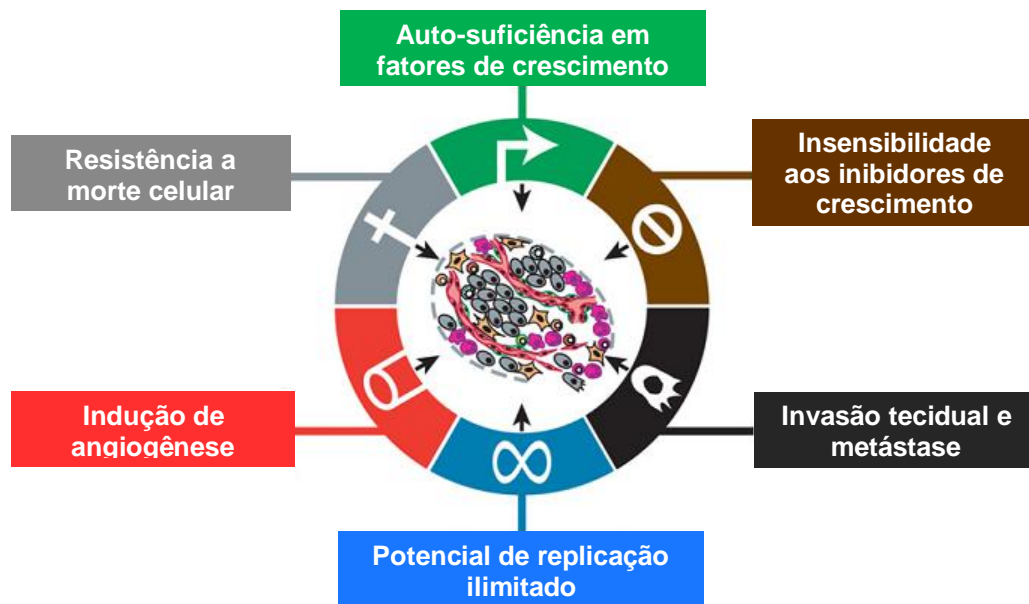 Auto-suficiência em
fatores de crescimento
Resistência a
morte celular
Insensibilidade
aos inibidores de
crescimento
Indução de
angiogênese
Invasão tecidual e
metástase
Potencial de replicação
ilimitado